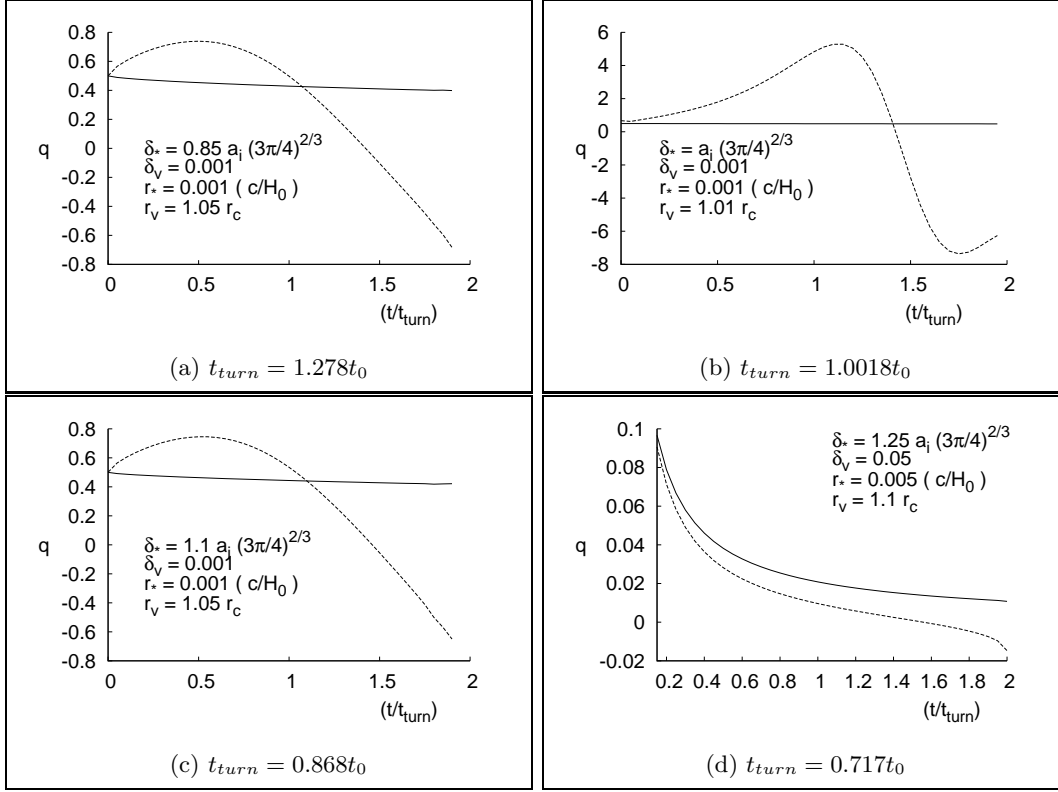 0.8
0.6
0.4
0.2
q
0
-0.2
-0.4
-0.6
-0.8
δ* = 0.85 a_i (3π/4)^{2/3}
δ_v = 0.001
r* = 0.001 ( c/H_0 )
r_v = 1.05 r_c
0 0.5 1 1.5 2
(t/t_turn)
(a) t_{turn} = 1.278t_0
6
4
2
q
0
-2
-4
-6
-8
δ* = a_i (3π/4)^{2/3}
δ_v = 0.001
r* = 0.001 ( c/H_0 )
r_v = 1.01 r_c
0 0.5 1 1.5 2
(t/t_turn)
(b) t_{turn} = 1.0018t_0
0.8
0.6
0.4
0.2
q
0
-0.2
-0.4
-0.6
-0.8
δ* = 1.1 a_i (3π/4)^{2/3}
δ_v = 0.001
r* = 0.001 ( c/H_0 )
r_v = 1.05 r_c
0 0.5 1 1.5 2
(t/t_turn)
(c) t_{turn} = 0.868t_0
0.1
0.08
0.06
0.04
q
0.02
0
-0.02
δ* = 1.25 a_i (3π/4)^{2/3}
δ_v = 0.05
r* = 0.005 ( c/H_0 )
r_v = 1.1 r_c
0.2 0.4 0.6 0.8 1 1.2 1.4 1.6 1.8 2
(t/t_turn)
(d) t_{turn} = 0.717t_0